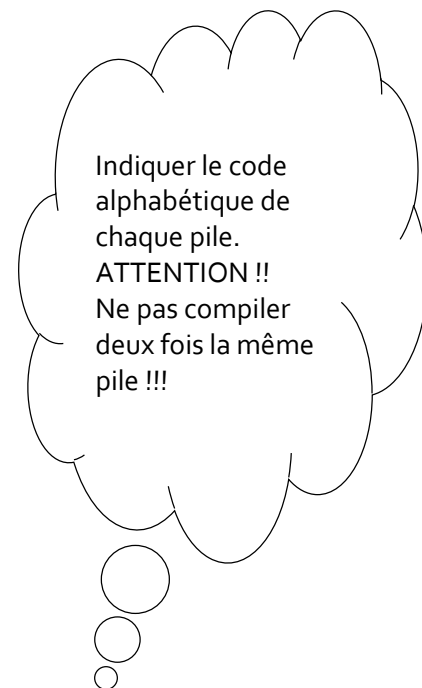 Indiquer le code
alphabétique de
chaque pile.
ATTENTION !!
Ne pas compiler
deux fois la même
pile !!!